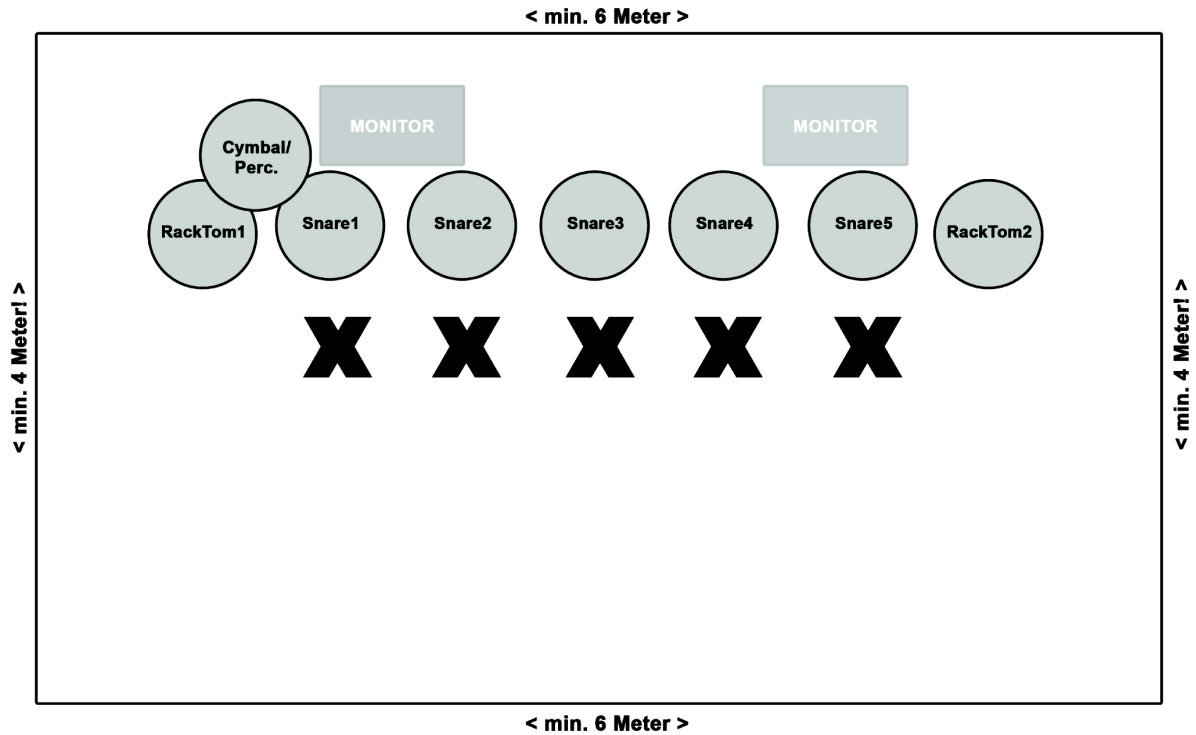 < min. 6 Meter >
MONITOR
MONITOR
Cymbal/
Perc.
RackTom1
Snare1
Snare2
Snare3
Snare4
Snare5
RackTom2
< min. 4 Meter! >
< min. 4 Meter! >
X
X
X
X
X
< min. 6 Meter >